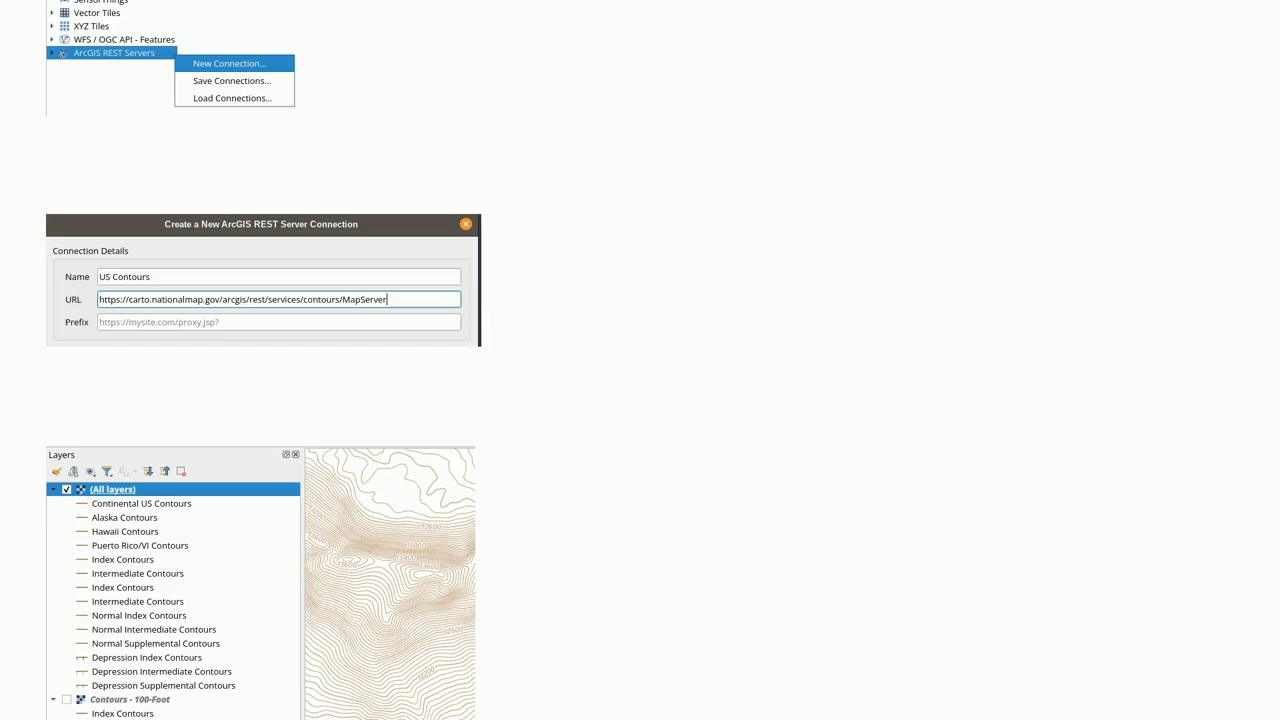 SensorThings
Vector Tiles
XYZ Tiles
WFS / OGC API - Features
ArcGIS REST Servers
New Connection...
Save Connections...
Load Connections...
Create a New ArcGIS REST Server Connection
Connection Details
Name US Contours
URL https://carto.nationalmap.gov/arcgis/rest/services/contours/MapServer
Prefix https://mysite.com/proxy.jsp?
Layers
(All layers)
Continental US Contours
Alaska Contours
Hawaii Contours
Puerto Rico/VI Contours
Index Contours
Intermediate Contours
Index Contours
Intermediate Contours
Normal Index Contours
Normal Intermediate Contours
Normal Supplemental Contours
Depression Index Contours
Depression Intermediate Contours
Depression Supplemental Contours
Contours - 100-Foot
Index Contours
13600
13600